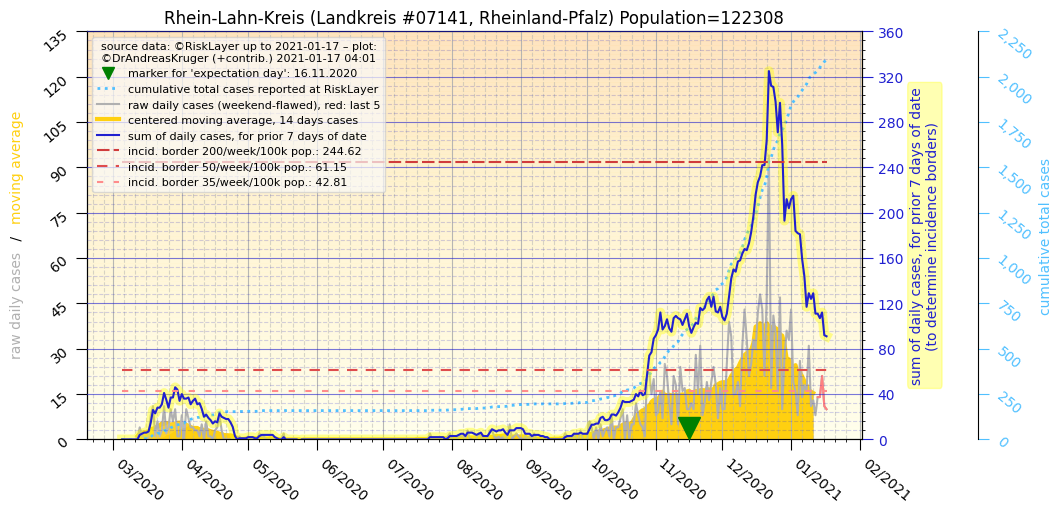 Rhein-Lahn-Kreis (Landkreis #07141, Rheinland-Pfalz) Population=122308
source data: ©RiskLayer up to 2021-01-17 – plot:
©DrAndreasKruger (+contrib.) 2021-01-17 04:01
marker for 'expectation day': 16.11.2020
cumulative total cases reported at RiskLayer
raw daily cases (weekend-flawed), red: last 5
centered moving average, 14 days cases
sum of daily cases, for prior 7 days of date
incid. border 200/week/100k pop.: 244.62
incid. border 50/week/100k pop.: 61.15
incid. border 35/week/100k pop.: 42.81
raw daily cases / moving average
135
120
105
90
75
60
45
30
15
0
03/2020
04/2020
05/2020
06/2020
07/2020
08/2020
09/2020
10/2020
11/2020
12/2020
01/2021
02/2021
360
320
280
240
200
160
120
80
40
0
sum of daily cases, for prior 7 days of date
(to determine incidence borders)
2,250
2,000
1,750
1,500
1,250
1,000
750
500
250
0
cumulative total cases